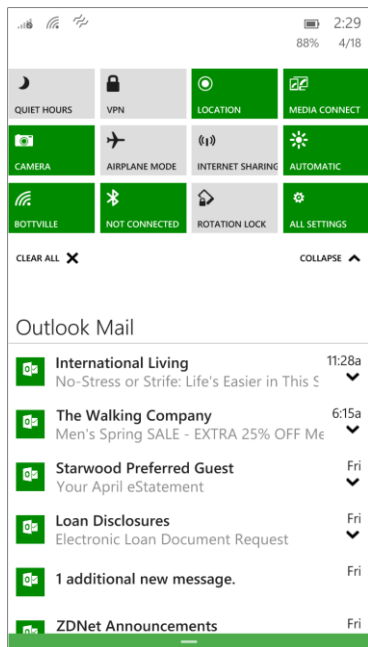 2:29
88% 4/18
QUIET HOURS VPN LOCATION MEDIA CONNECT
CAMERA AIRPLANE MODE INTERNET SHARING AUTOMATIC
BOTTVILLE NOT CONNECTED ROTATION LOCK ALL SETTINGS
CLEAR ALL COLLAPSE
Outlook Mail
International Living 11:28a
No-Stress or Strife: Life's Easier in This S
The Walking Company 6:15a
Men's Spring SALE - EXTRA 25% OFF Me
Starwood Preferred Guest Fri
Your April eStatement
Loan Disclosures Fri
Electronic Loan Document Request
1 additional new message. Fri
ZDNet Announcements Fri